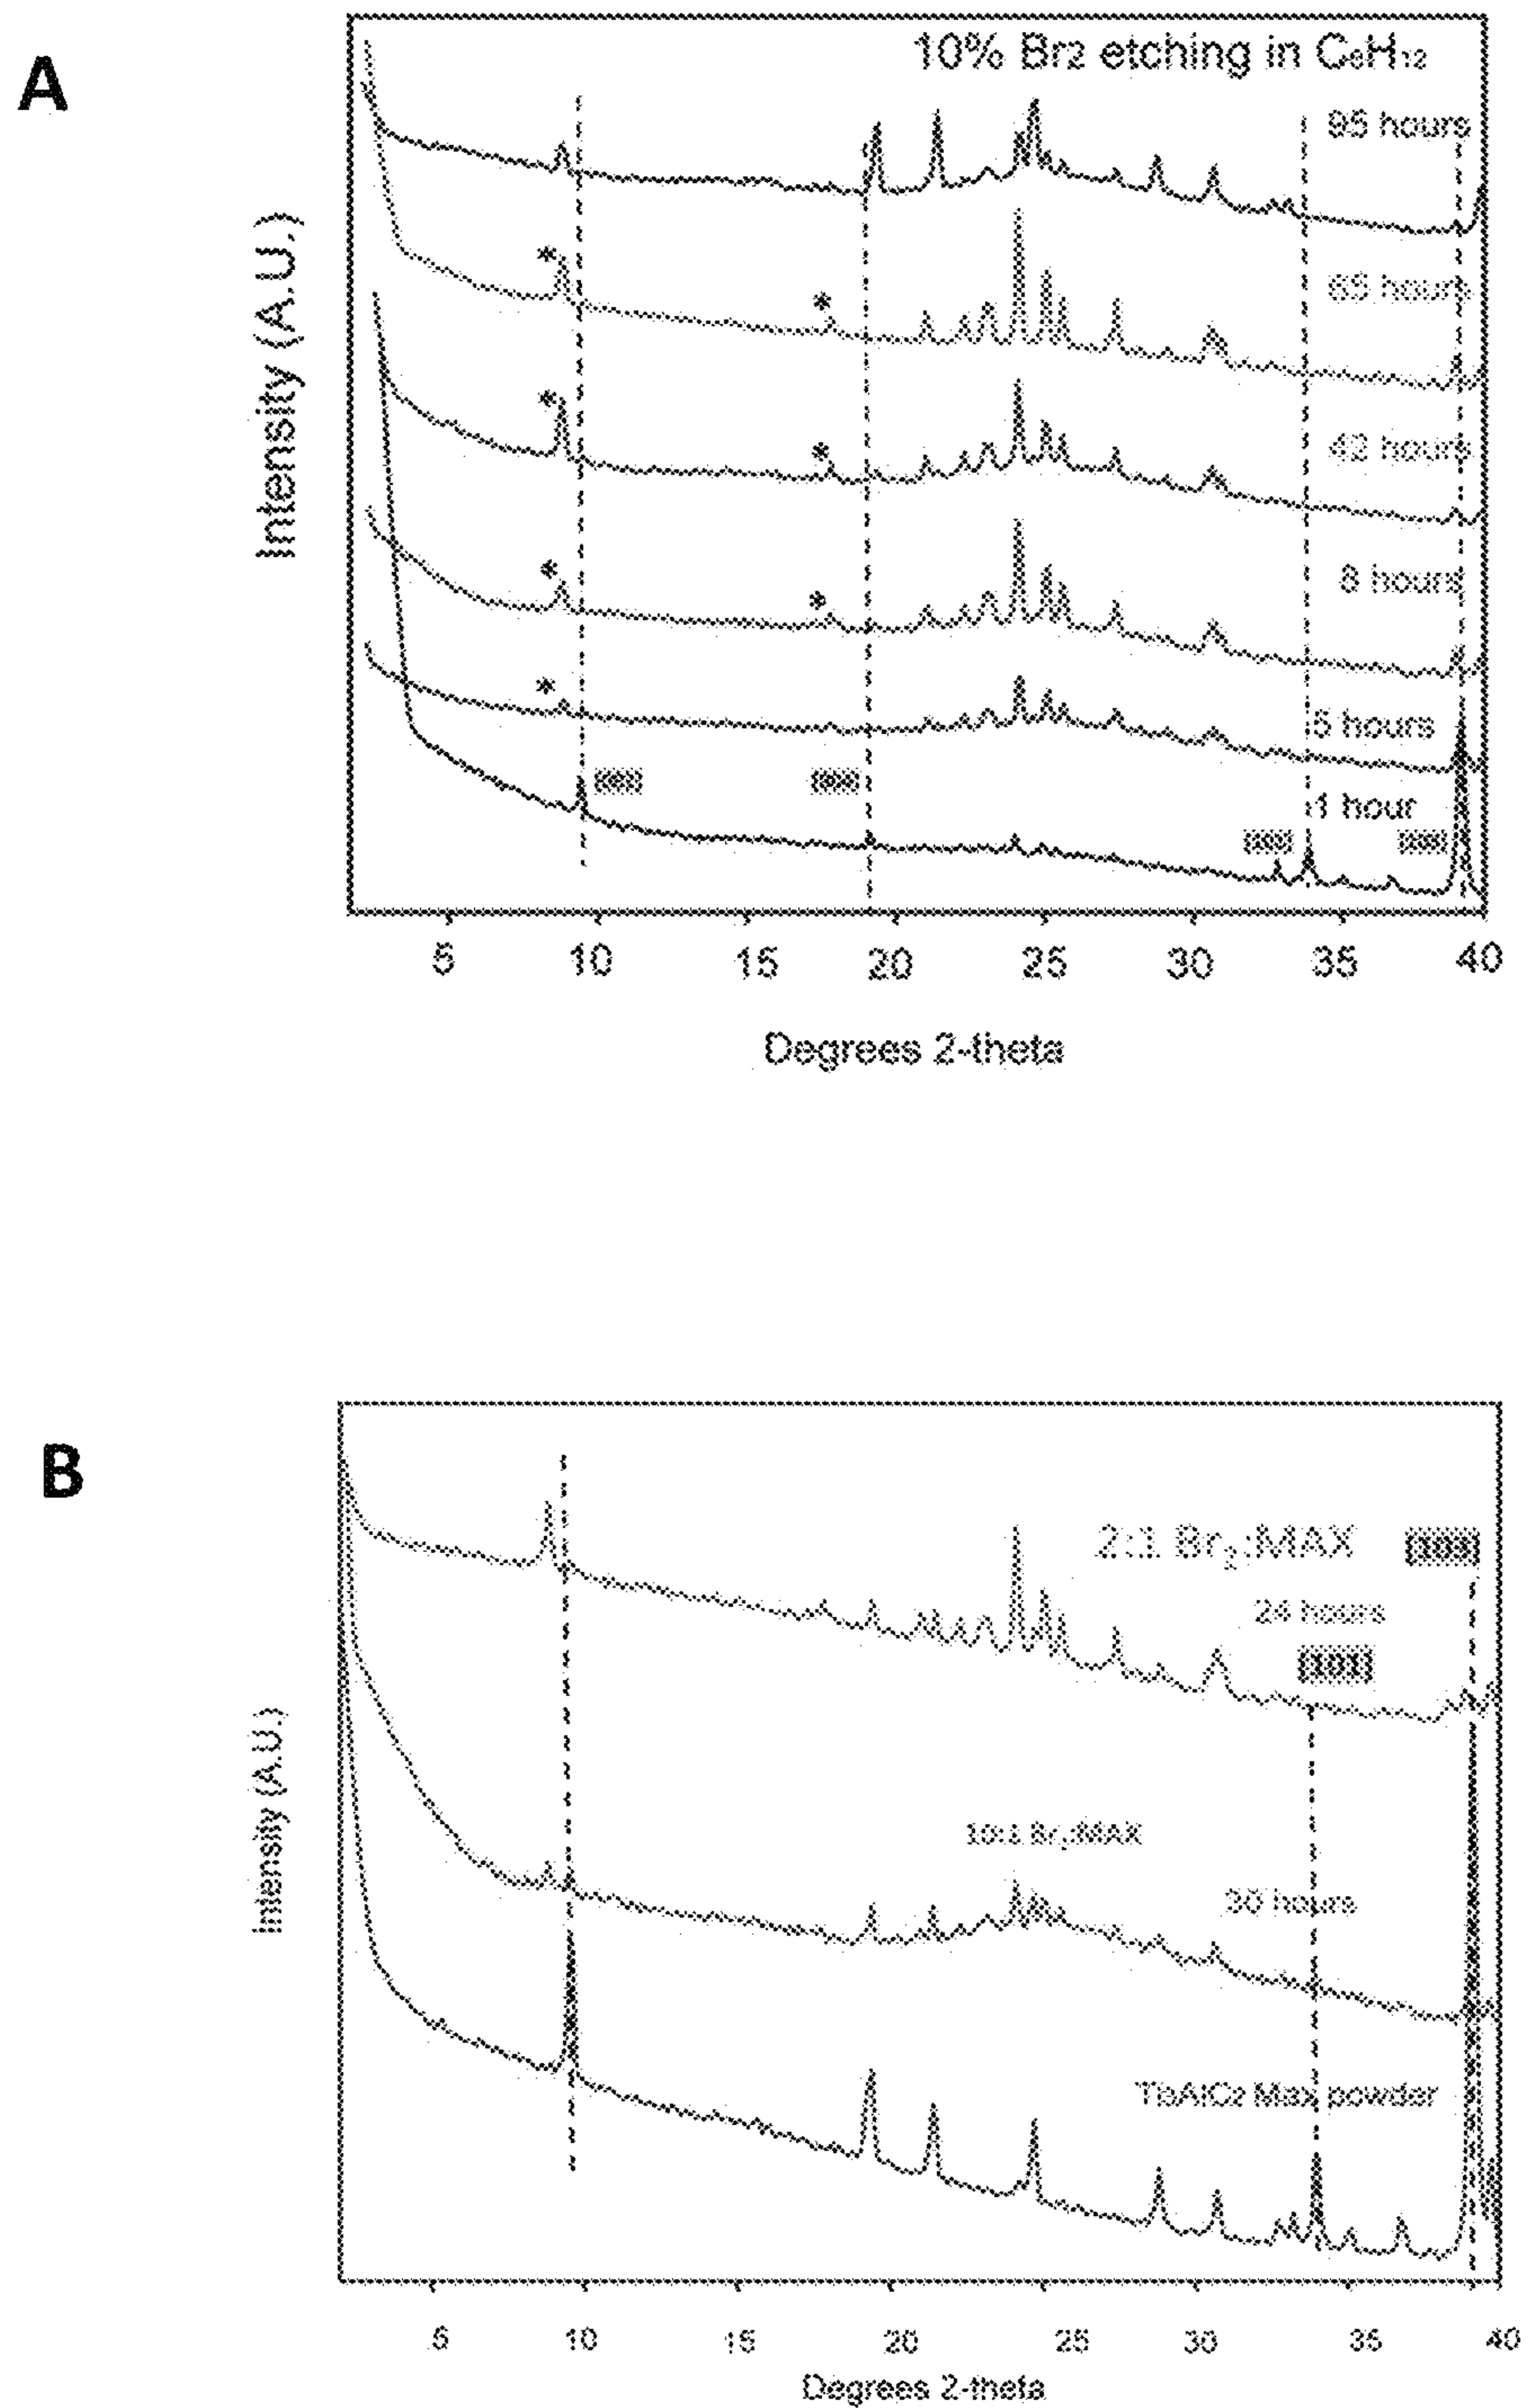 A
10% Br2 etching in C6H12
95 hours
65 hours
42 hours
8 hours
5 hours
1 hour
Intensity (A.U.)
* * * * * * *
5 10 15 20 25 30 35 40
Degrees 2-theta
B
2:1 Br2:MAX
[103]
24 hours
[101]
10:1 Br2:MAX
30 hours
Max powder
Intensity (A.U.)
5 10 15 20 25 30 35 40
Degrees 2-theta